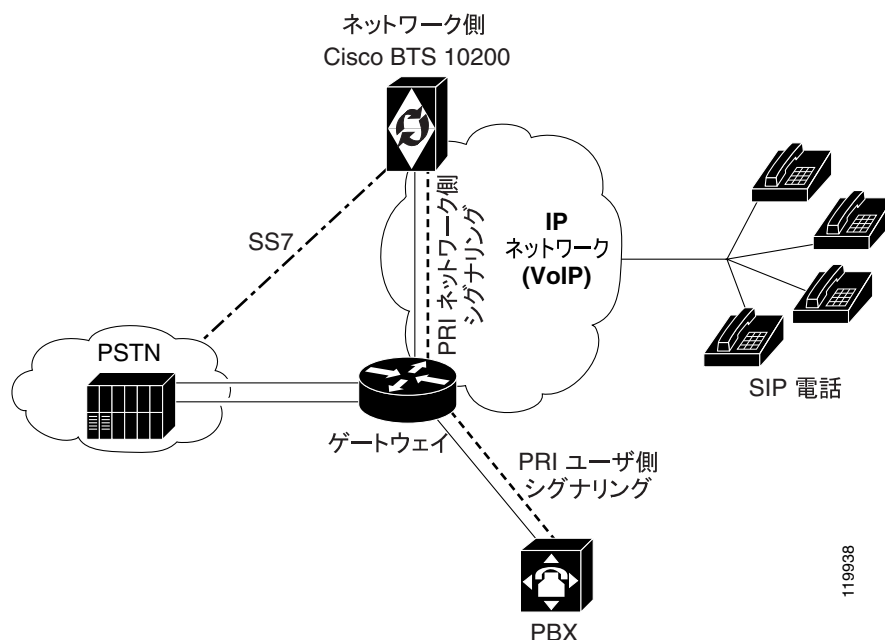 ネットワーク側
Cisco BTS 10200
SS7
PRI ネットワーク側
シグナリング
IP
ネットワーク
(VoIP)
PSTN
SIP 電話
ゲートウェイ
PRI ユーザ側
シグナリング
PBX
119938